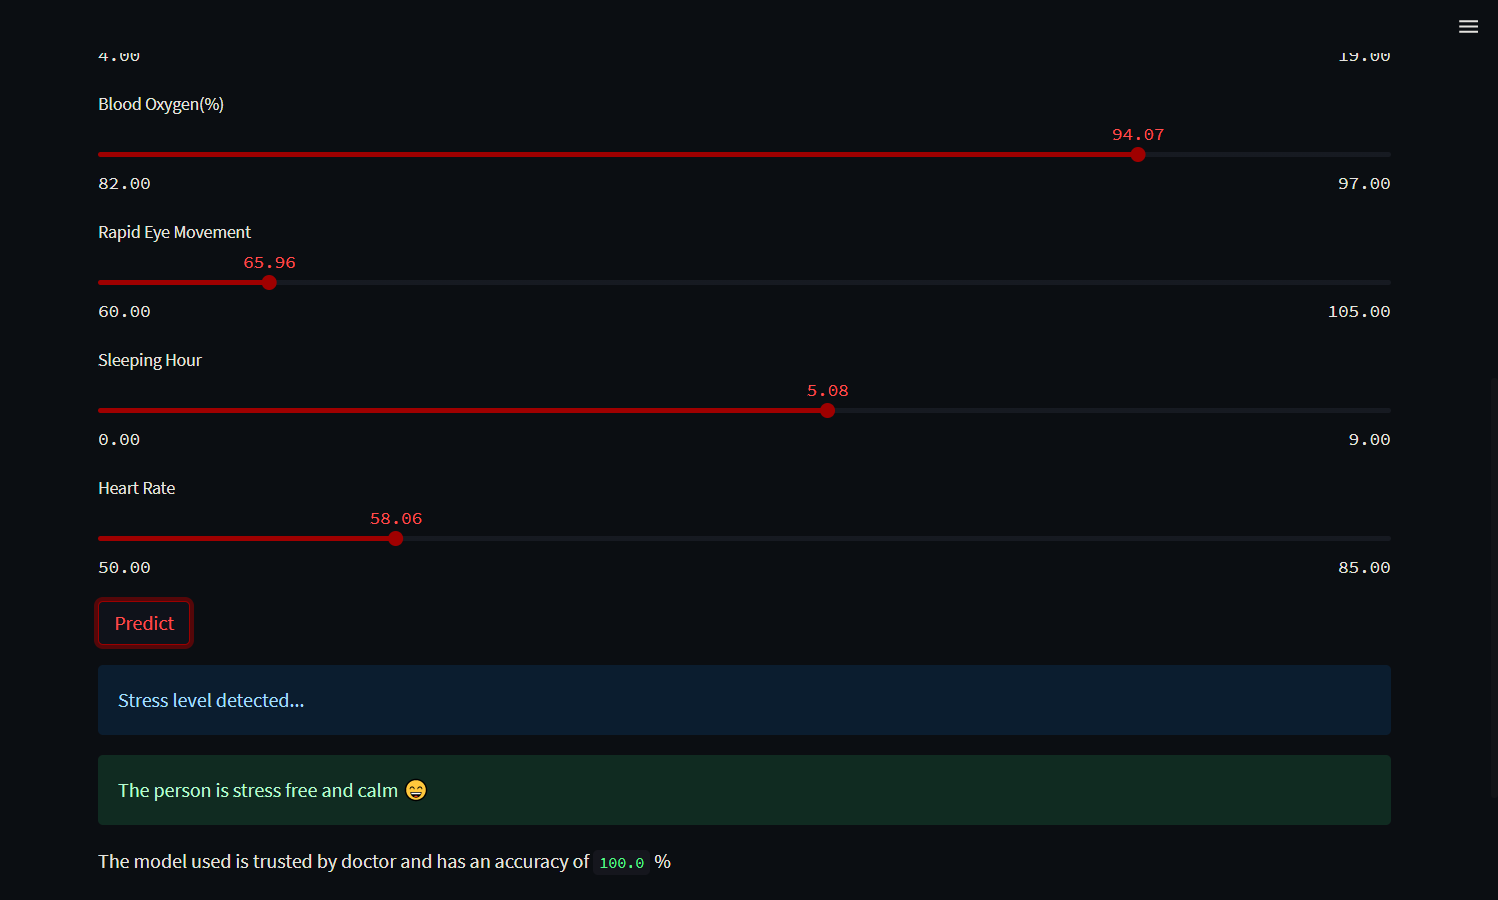 4.00 19.00
Blood Oxygen(%)
94.07
82.00 97.00
Rapid Eye Movement
65.96
60.00 105.00
Sleeping Hour
5.08
0.00 9.00
Heart Rate
58.06
50.00 85.00
Predict
Stress level detected...
The person is stress free and calm 😄
The model used is trusted by doctor and has an accuracy of 100.0 %